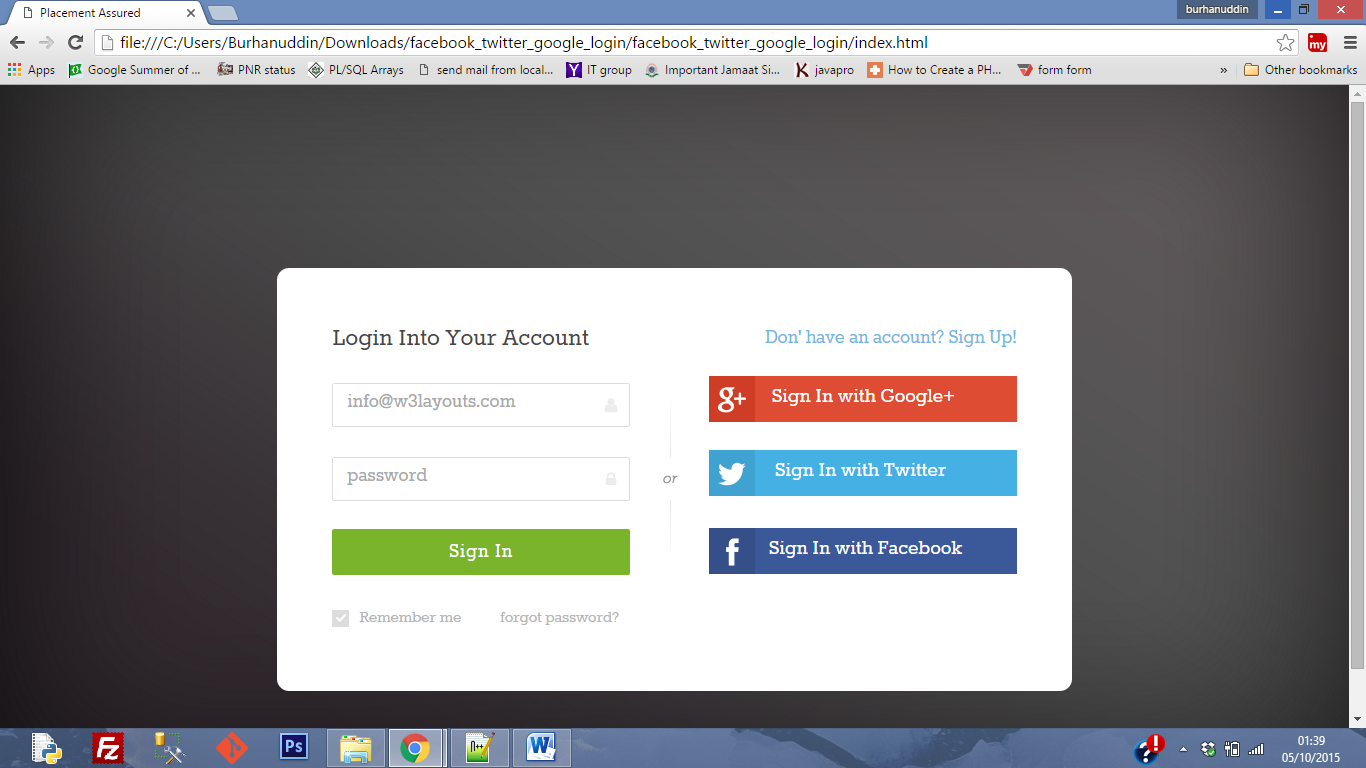 Placement Assured
burhanuddin
file:///C:/Users/Burhanuddin/Downloads/facebook_twitter_google_login/facebook_twitter_google_login/index.html
my
Apps Google Summer of ... PNR status PL/SQL Arrays send mail from local... IT group Important Jamaat Si... javapro How to Create a PH... form form » Other bookmarks
Login Into Your Account
Don' have an account? Sign Up!
info@w3layouts.com
g+ Sign In with Google+
password
or
Sign In with Twitter
Sign In
f Sign In with Facebook
Remember me forgot password?
Fz
Ps
n++
W
01:39
05/10/2015